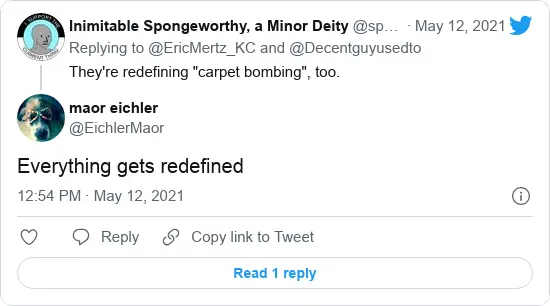 Inimitable Spongeworthy, a Minor Deity @sp... · May 12, 2021
Replying to @EricMertz_KC and @Decentguyusedto
They're redefining "carpet bombing", too.
maor eichler
@EichlerMaor
Everything gets redefined
12:54 PM · May 12, 2021
Reply
Copy link to Tweet
Read 1 reply